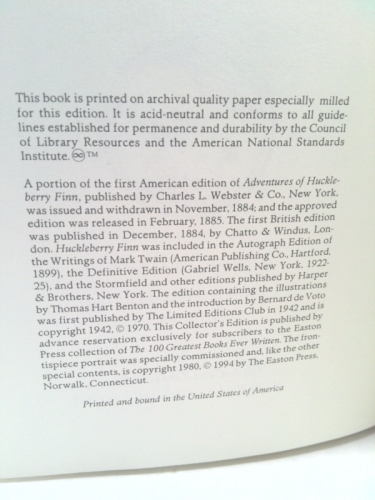 This book is printed on archival quality paper especially milled
for this edition. It is acid-neutral and conforms to all guide-
lines established for permanence and durability by the Council
of Library Resources and the American National Standards
Institute. ♾™
A portion of the first American edition of Adventures of Huckle-
berry Finn, published by Charles L. Webster & Co., New York,
was issued and withdrawn in November, 1884; and the approved
edition was released in February, 1885. The first British edition
was published in December, 1884, by Chatto & Windus, Lon-
don. Huckleberry Finn was included in the Autograph Edition of
the Writings of Mark Twain (American Publishing Co., Hartford,
1899), the Definitive Edition (Gabriel Wells, New York, 1922-
25), and the Stormfield and other editions published by Harper
& Brothers, New York. The edition containing the illustrations
by Thomas Hart Benton and the introduction by Bernard de Voto
was first published by The Limited Editions Club in 1942 and is
copyright 1942, © 1970. This Collector's Edition is published by
advance reservation exclusively for subscribers to the Easton
Press collection of The 100 Greatest Books Ever Written. The fron-
tispiece portrait was specially commissioned and, like the other
special contents, is copyright 1980, © 1994 by The Easton Press,
Norwalk, Connecticut.
Printed and bound in the United States of America